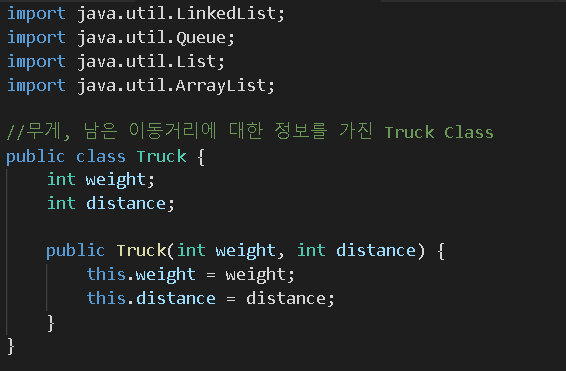 import java.util.LinkedList;
import java.util.Queue;
import java.util.List;
import java.util.ArrayList;

//무게, 남은 이동거리에 대한 정보를 가진 Truck Class
public class Truck {
    int weight;
    int distance;

    public Truck(int weight, int distance) {
        this.weight = weight;
        this.distance = distance;
    }
}